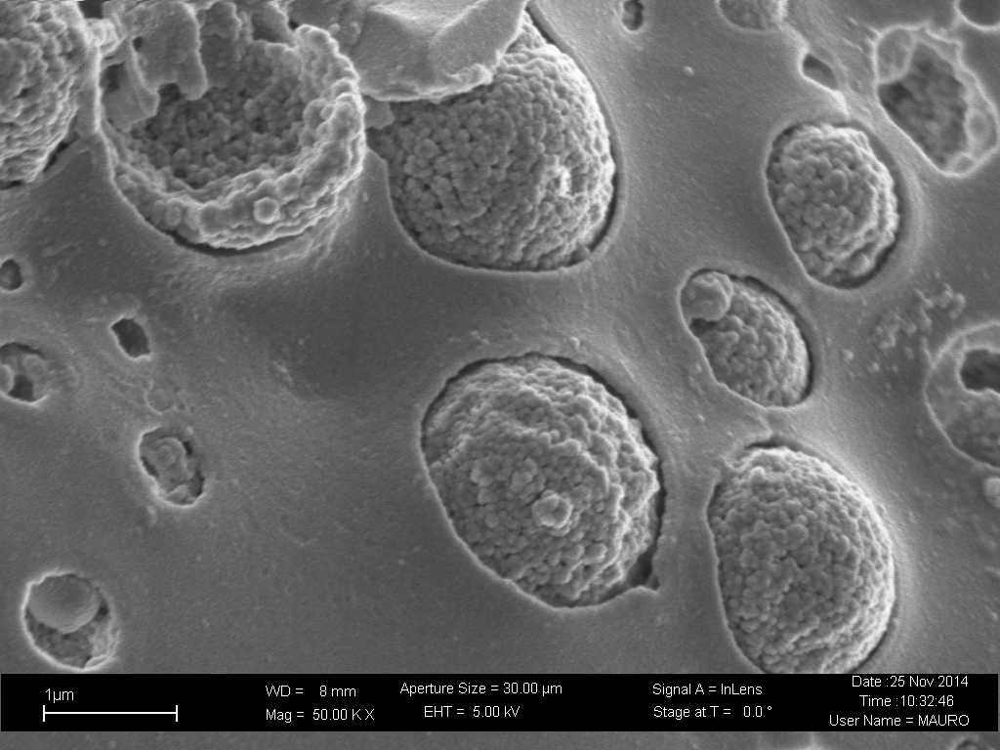 1µm
WD = 8 mm
Mag = 50.00 K X
Aperture Size = 30.00 µm
EHT = 5.00 kV
Signal A = InLens
Stage at T = 0.0 °
Date :25 Nov 2014
Time :10:32:46
User Name = MAURO